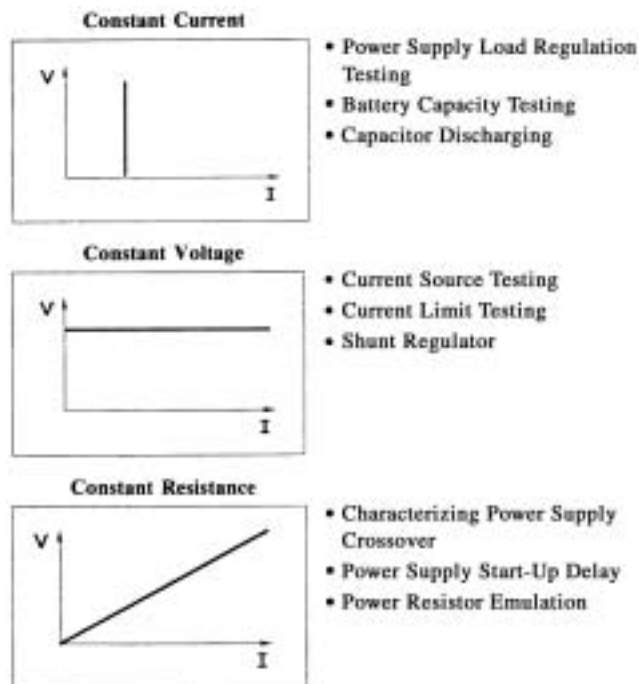 Constant Current
V
I
• Power Supply Load Regulation
Testing
• Battery Capacity Testing
• Capacitor Discharging
Constant Voltage
V
I
• Current Source Testing
• Current Limit Testing
• Shunt Regulator
Constant Resistance
V
I
• Characterizing Power Supply
Crossover
• Power Supply Start-Up Delay
• Power Resistor Emulation